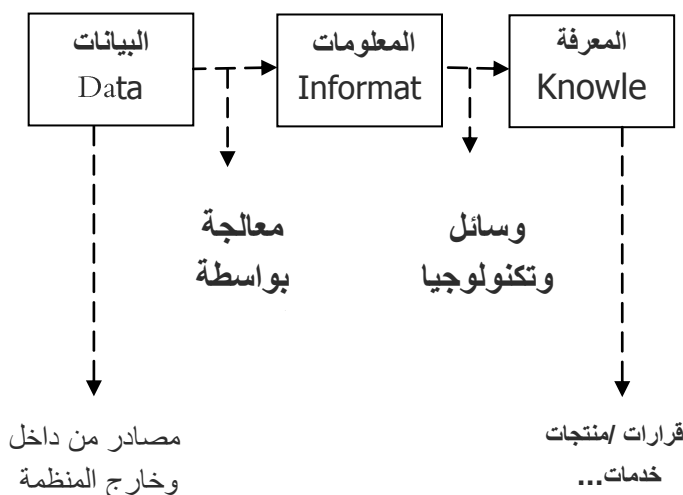 البيانات
Data
المعلومات
Informat
المعرفة
Knowle
معالجة
بواسطة
وسائل
وتكنولوجيا
مصادر من داخل
وخارج المنظمة
قرارات /منتجات
خدمات...